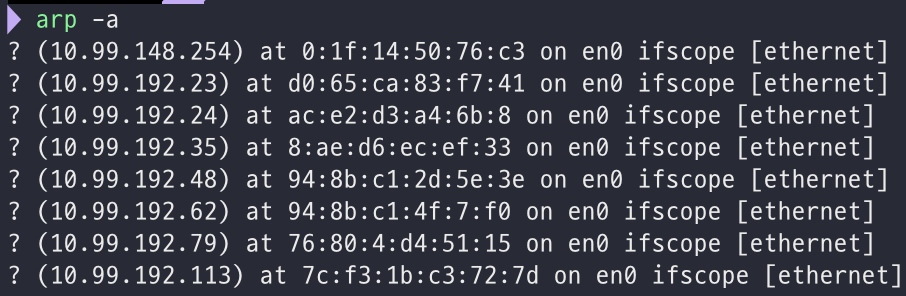 arp -a
? (10.99.148.254) at 0:1f:14:50:76:c3 on en0 ifscope [ethernet]
? (10.99.192.23) at d0:65:ca:83:f7:41 on en0 ifscope [ethernet]
? (10.99.192.24) at ac:e2:d3:a4:6b:8 on en0 ifscope [ethernet]
? (10.99.192.35) at 8:ae:d6:ec:ef:33 on en0 ifscope [ethernet]
? (10.99.192.48) at 94:8b:c1:2d:5e:3e on en0 ifscope [ethernet]
? (10.99.192.62) at 94:8b:c1:4f:7:f0 on en0 ifscope [ethernet]
? (10.99.192.79) at 76:80:4:d4:51:15 on en0 ifscope [ethernet]
? (10.99.192.113) at 7c:f3:1b:c3:72:7d on en0 ifscope [ethernet]